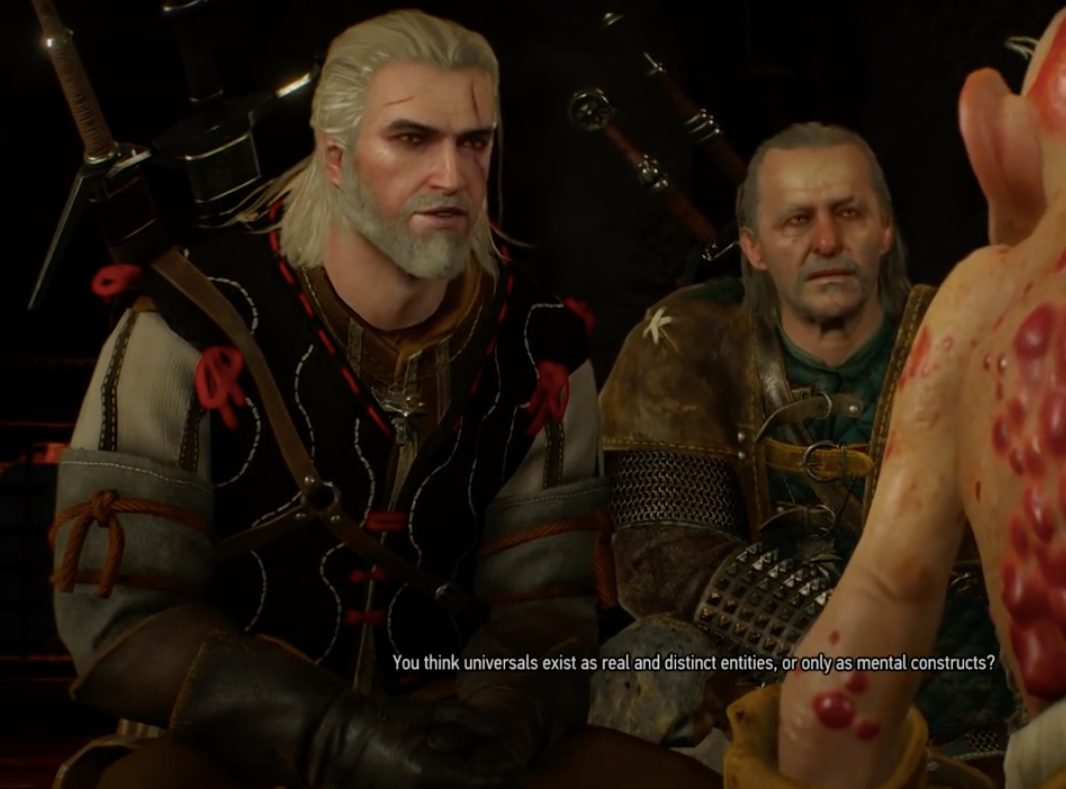 You think universals exist as real and distinct entities, or only as mental constructs?